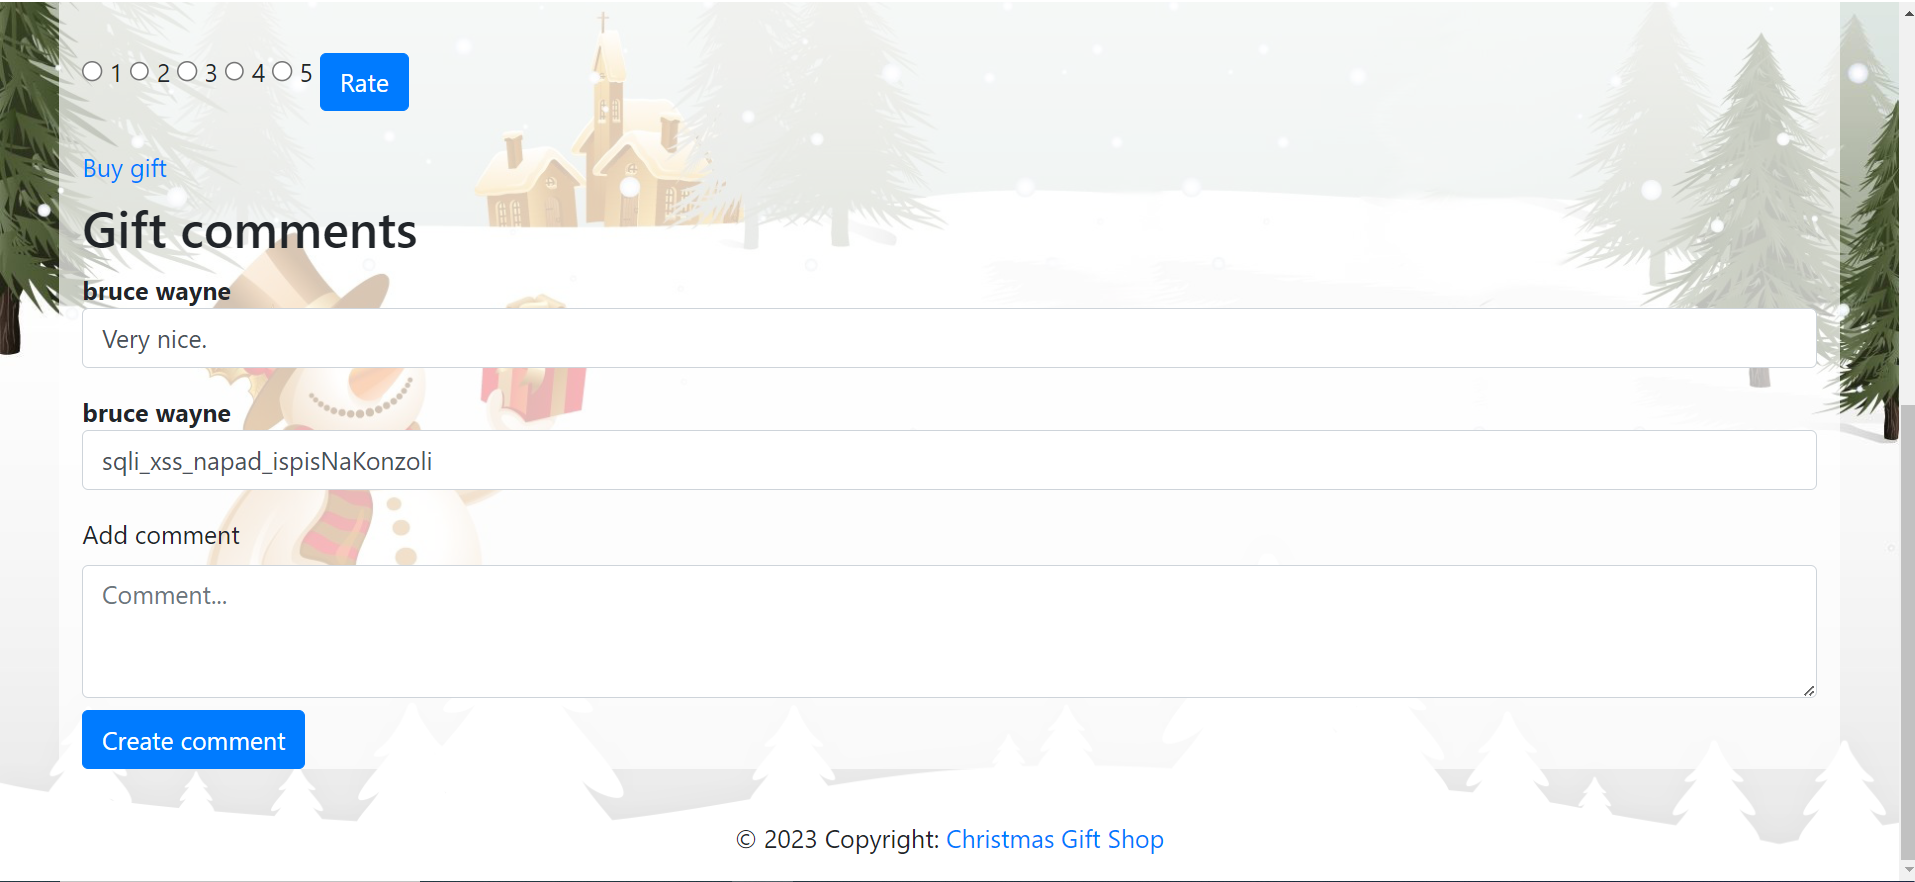 1 2 3 4 5 Rate
Buy gift
Gift comments
bruce wayne
Very nice.
bruce wayne
sqli_xss_napad_ispisNaKonzoli
Add comment
Comment...
Create comment
© 2023 Copyright: Christmas Gift Shop